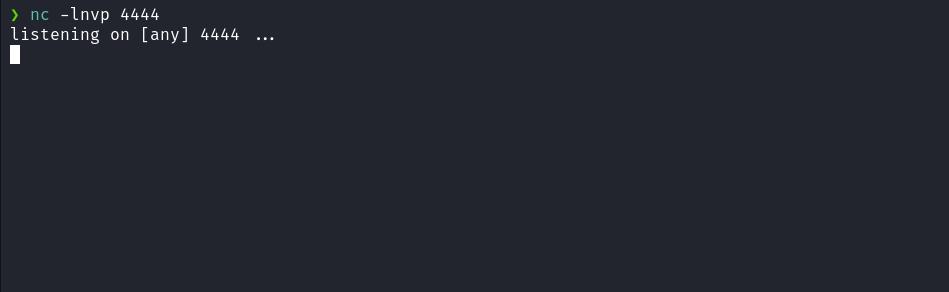 ❯ nc -lnvp 4444
listening on [any] 4444 ...